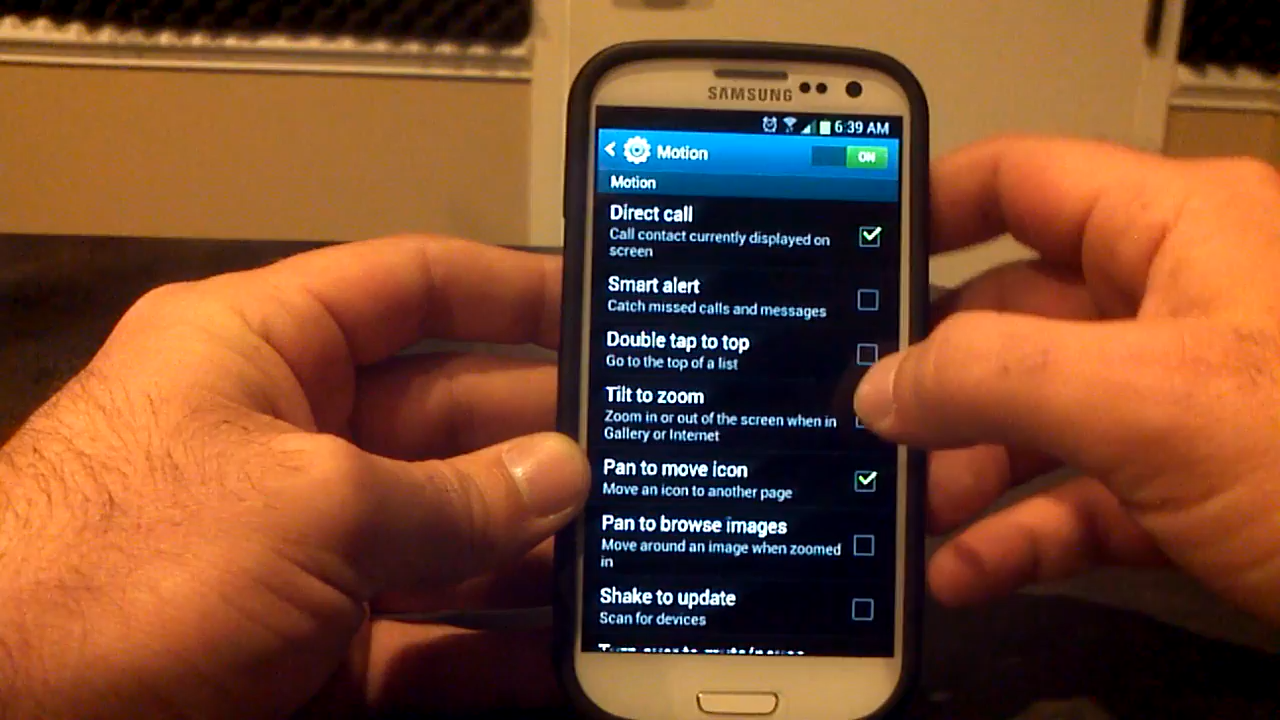 SAMSUNG
6:39 AM
Motion
ON
Motion
Direct call
Call contact currently displayed on
screen
Smart alert
Catch missed calls and messages
Double tap to top
Go to the top of a list
Tilt to zoom
Zoom in or out of the screen when in
Gallery or Internet
Pan to move icon
Move an icon to another page
Pan to browse images
Move around an image when zoomed
in
Shake to update
Scan for devices